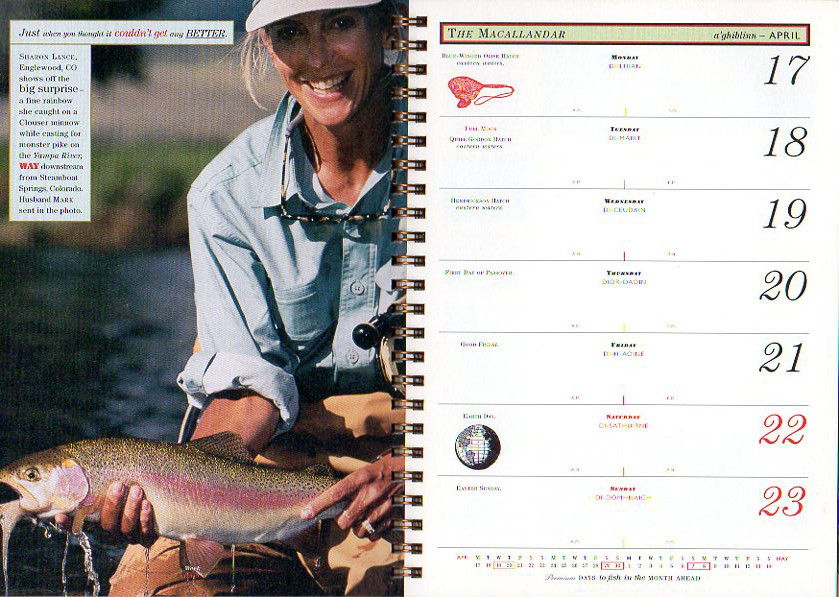 Just when you thought it couldn't get any BETTER.
SHARON LANCE,
Englewood, CO
shows off the
big surprise–
a fine rainbow
she caught on a
Clouser minnow
while casting for
monster pike on
the Yampa River,
WAY downstream
from Steamboat
Springs, Colorado.
Husband MARK
sent in the photo.
THE MACALLANDAR
a'ghiblinn – APRIL
BLUE-WINGED OLIVE HATCH
eastern waters.
MONDAY
DI-LUIAN
17
FULL MOON
QUILL GORDON HATCH
eastern waters.
TUESDAY
DI-MÀIRT
18
HENDRICKSON HATCH
eastern waters.
WEDNESDAY
DI-CEUDAIN
19
FIRST DAY OF PASSOVER.
THURSDAY
DIOR-DAOIN
20
GOOD FRIDAY.
FRIDAY
DI-H-AOINE
21
EARTH DAY.
SATURDAY
DI-SATHUIRNE
22
EASTER SUNDAY.
SUNDAY
DI-DOMHNAICH
23
APR M T W T F S S M T W T F S S M T W T F S S M T W T F S S MAY
17 18 19 20 21 22 23 24 25 26 27 28 29 30 1 2 3 4 5 6 7 8 9 10 11 12 13 14
Premium DAYS to fish in the MONTH AHEAD